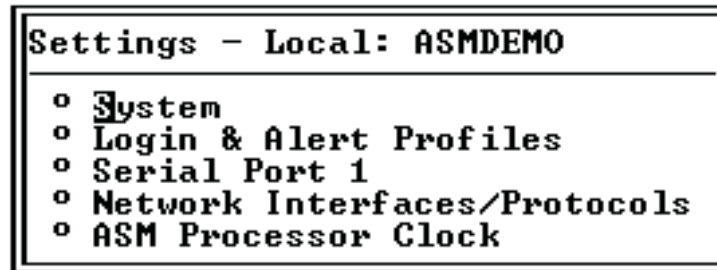 Settings - Local: ASMDEMO
° System
° Login & Alert Profiles
° Serial Port 1
° Network Interfaces/Protocols
° ASM Processor Clock